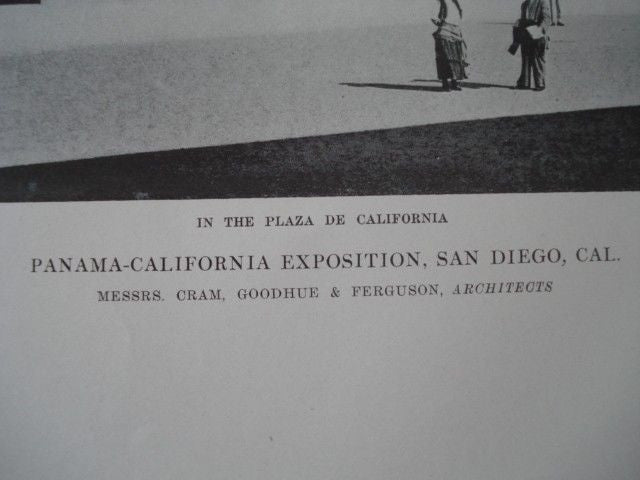 IN THE PLAZA DE CALIFORNIA
PANAMA-CALIFORNIA EXPOSITION, SAN DIEGO, CAL.
MESSRS. CRAM, GOODHUE & FERGUSON, ARCHITECTS